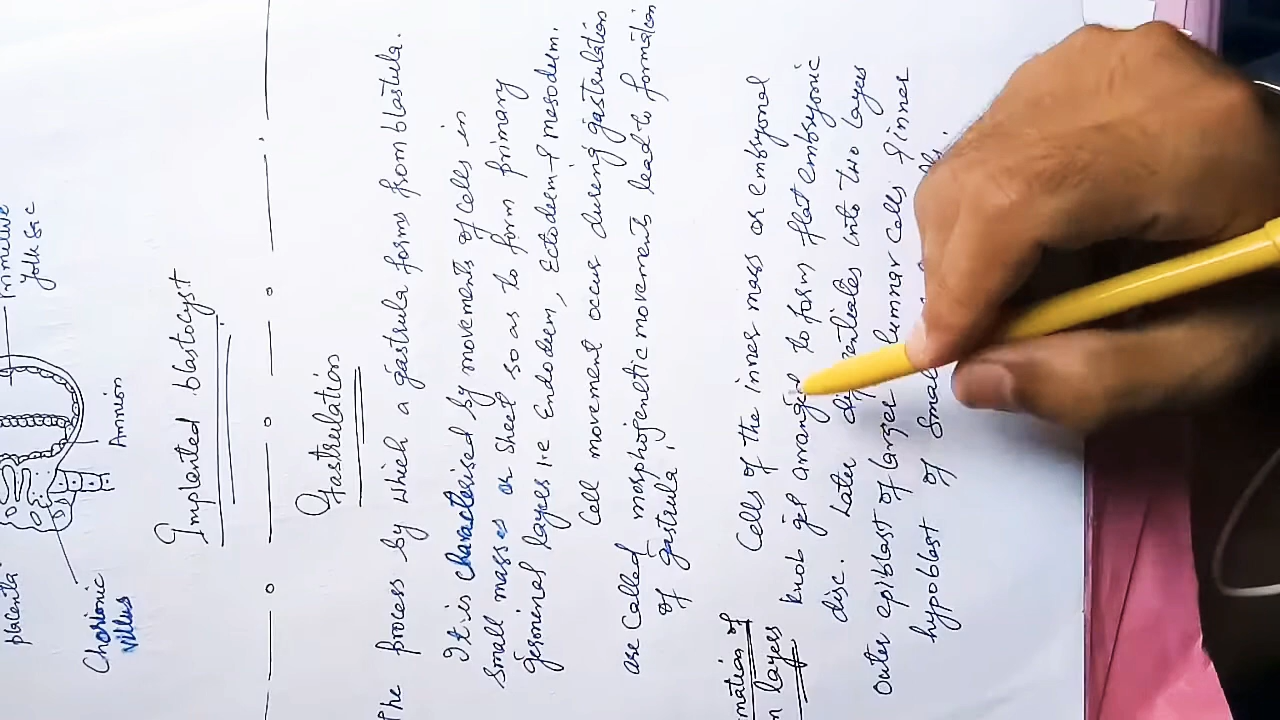 placenta
Yolk Sac
Amnion
Chorionic
villus
Implented blastocyst
Gastrulation
The process by which a gastrula forms from blastula.
It is characterised by movements of cells in
small masses or sheet so as to form primary
germinal layers ie Endoderm, Ectoderm & mesoderm.
Cell movement occur during gastrulation
are called morphogenetic movements lead to formation
of gastrula.
Cells of the inner mass or embryonal
layers knob get arranged to form flat embryonic
disc. Later into two layers
outer epiblast of larger cells & inner
hypoblast of